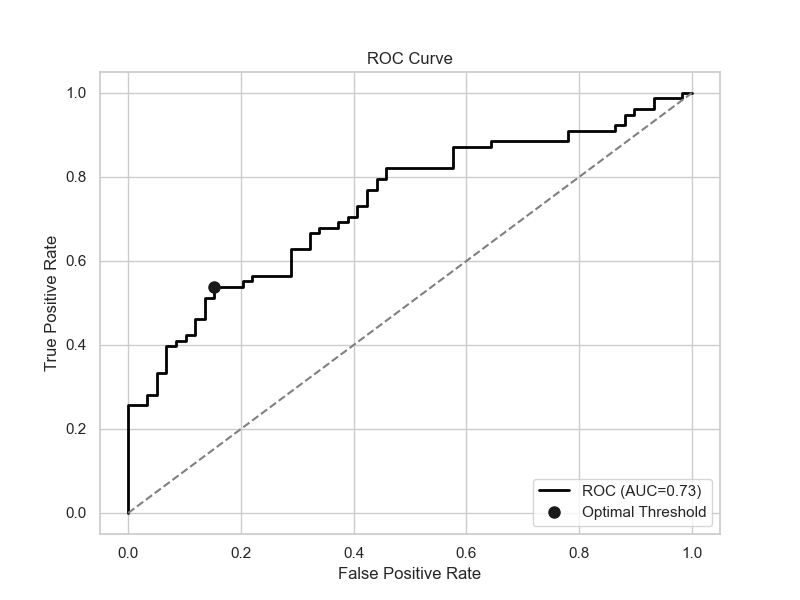 ROC Curve
True Positive Rate
1.0
0.8
0.6
0.4
0.2
0.0
0.0 0.2 0.4 0.6 0.8 1.0
False Positive Rate
ROC (AUC=0.73)
Optimal Threshold